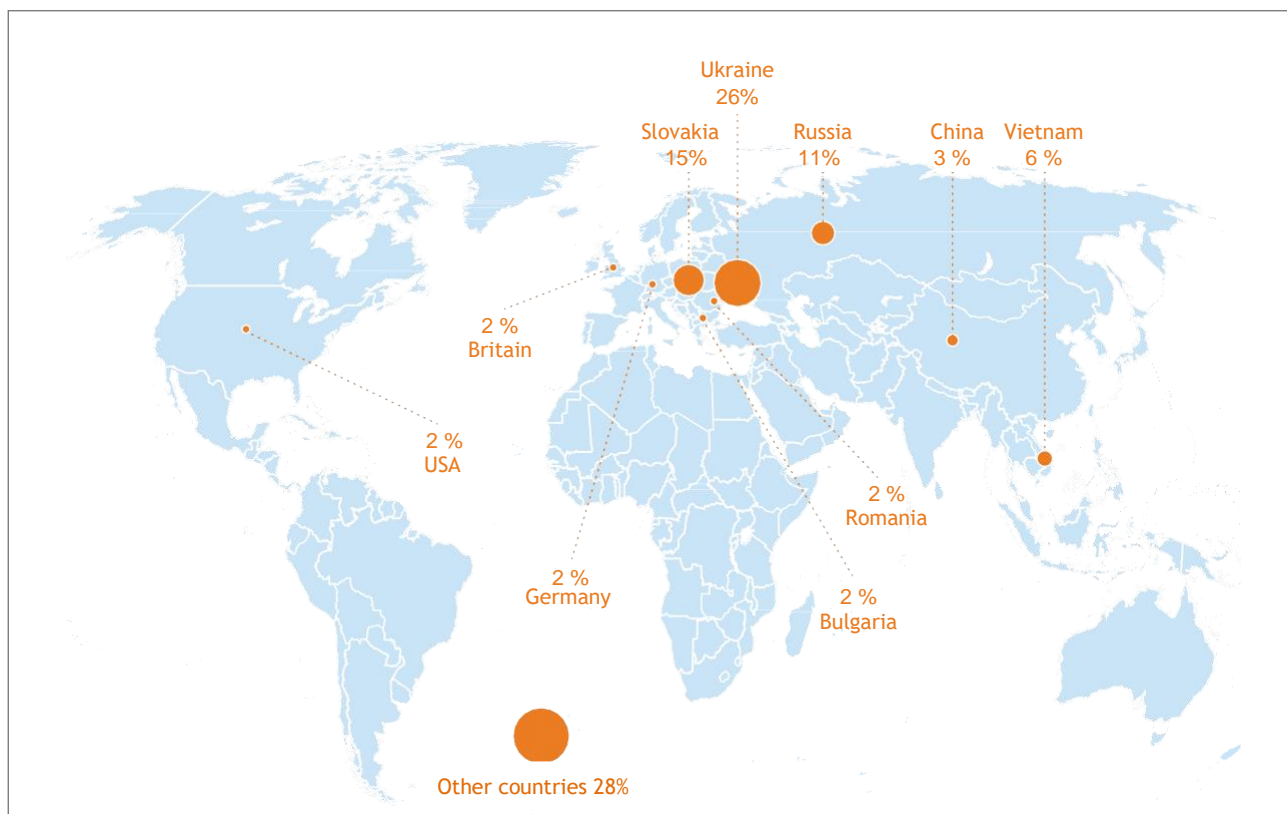 Ukraine
26%
Slovakia
15%
Russia
11%
China
3 %
Vietnam
6 %
2 %
Britain
2 %
USA
2 %
Romania
2 %
Germany
2 %
Bulgaria
Other countries 28%